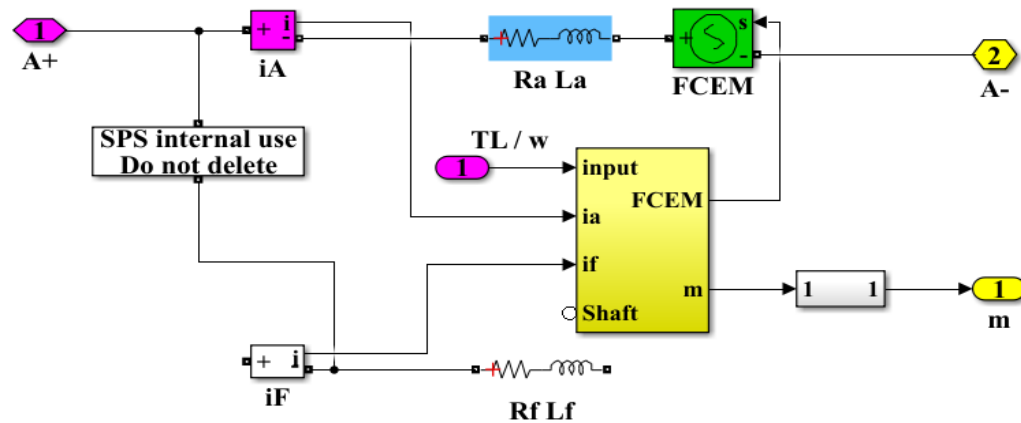 1
A+
+ i
-
iA
+
Ra La
+ s
-
FCEM
2
A-
SPS internal use
Do not delete
TL / w
1
input
FCEM
ia
if
m
Shaft
1 1
1
m
+ i
-
iF
+
Rf Lf